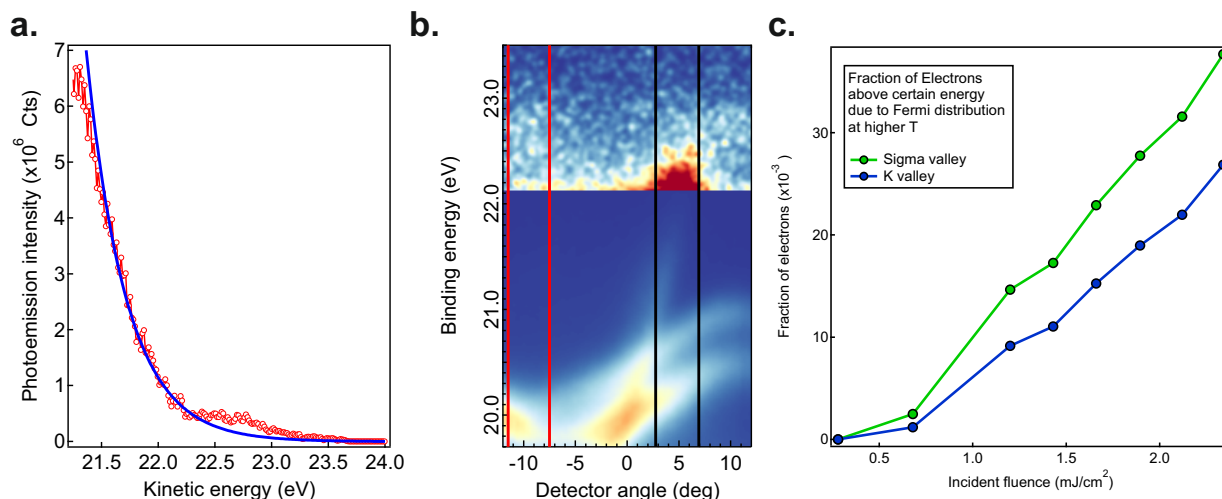 a.
7
6
5
4
3
2
1
0
Photoemission intensity (x10⁶ Cts)
21.5 22.0 22.5 23.0 23.5 24.0
Kinetic energy (eV)
b.
23.0
22.0
21.0
20.0
Binding energy (eV)
-10 -5 0 5 10
Detector angle (deg)
c.
Fraction of Electrons
above certain energy
due to Fermi distribution
at higher T
Sigma valley
K valley
30
20
10
0
Fraction of electrons (x10⁻³)
0.5 1.0 1.5 2.0
Incident fluence (mJ/cm²)